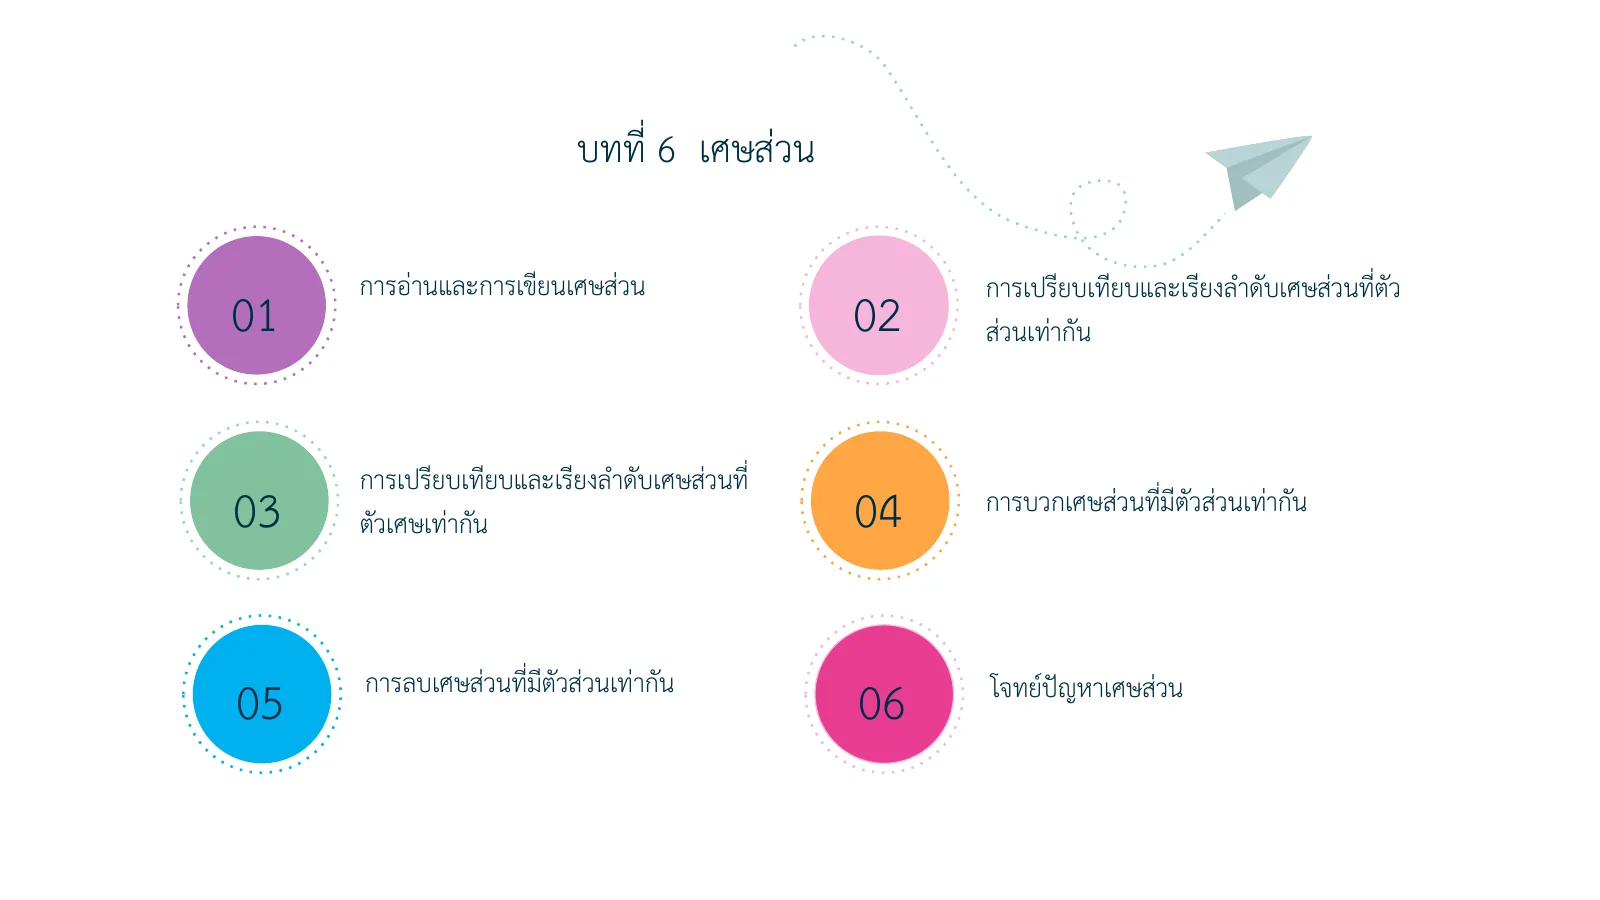 บทที่ 6 เศษส่วน
01
การอ่านและการเขียนเศษส่วน
02
การเปรียบเทียบและเรียงลำดับเศษส่วนที่ตัว
ส่วนเท่ากัน
03
การเปรียบเทียบและเรียงลำดับเศษส่วนที่
ตัวเศษเท่ากัน
04
การบวกเศษส่วนที่มีตัวส่วนเท่ากัน
05
การลบเศษส่วนที่มีตัวส่วนเท่ากัน
06
โจทย์ปัญหาเศษส่วน